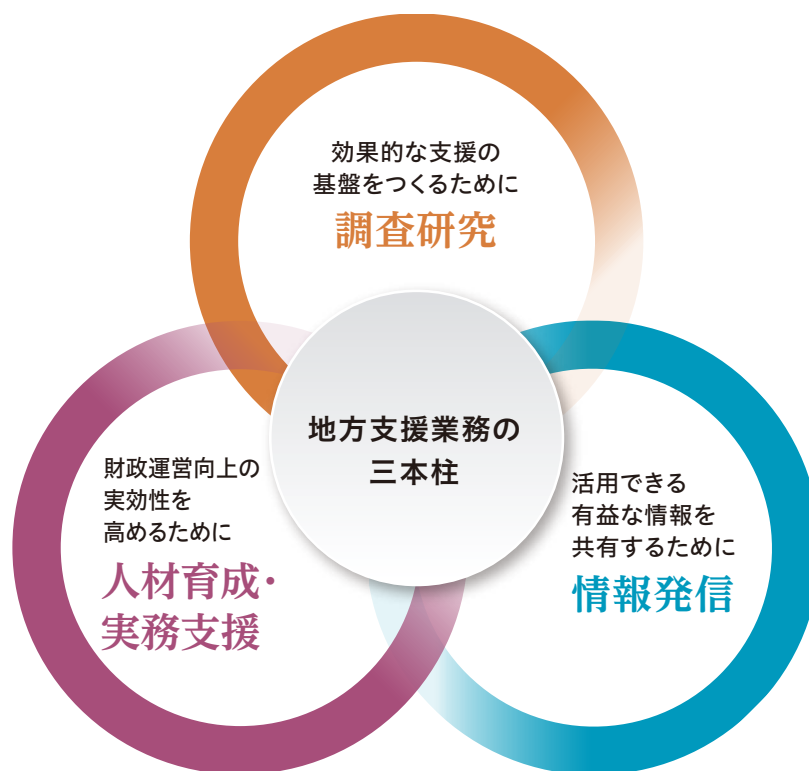 効果的な支援の
基盤をつくるために
調査研究
地方支援業務の
三本柱
財政運営向上の
実効性を
高めるために
人材育成・
実務支援
活用できる
有益な情報を
共有するために
情報発信